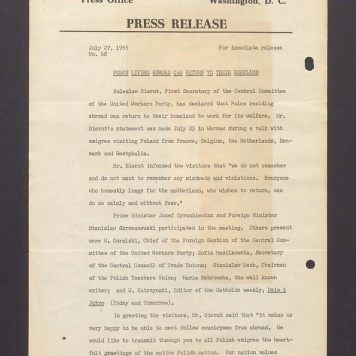 Press Office Washington, D. C.
PRESS RELEASE
July 27, 1955 For immediate release
No. 68
POLES LIVING ABROAD CAN RETURN TO THEIR HOMELAND
Boleslaw Bierut, First Secretary of the Central Committee
of the United Workers Party, has declared that Poles residing
abroad can return to their homeland to work for its welfare. Mr.
Bierut's statement was made July 23 in Warsaw during a talk with
emigres visiting Poland from France, Belgium, the Netherlands, Den-
mark and Westphalia.
Mr. Bierut informed the visitors that "we do not remember
and do not want to remember any misdeeds and violations. Everyone
who honestly longs for the motherland, who wishes to return, can
do so safely and without fear."
Prime Minister Jozef Cyrankiewicz and Foreign Minister
Stanislaw Skrzeszewski participated in the meeting. Others present
were W. Goralski, Chief of the Foreign Section of the Central Com-
mittee of the United Workers Party; Zofia Wasilkowska, Secretary
of the Central Council of Trade Unions; Stanislaw Mach, Chairman
of the Polish Teachers Union; Maria Dabrowska, the well known
writer; and W. Ketrzynski, Editor of the Catholic weekly, Dzis i
Jutro (Today and Tomorrow).
In greeting the visitors, Mr. Bierut said that "it makes us
very happy to be able to meet fellow countrymen from abroad. We
would like to transmit through you to all Polish emigres the heart-
felt greetings of the entire Polish nation. Our nation values